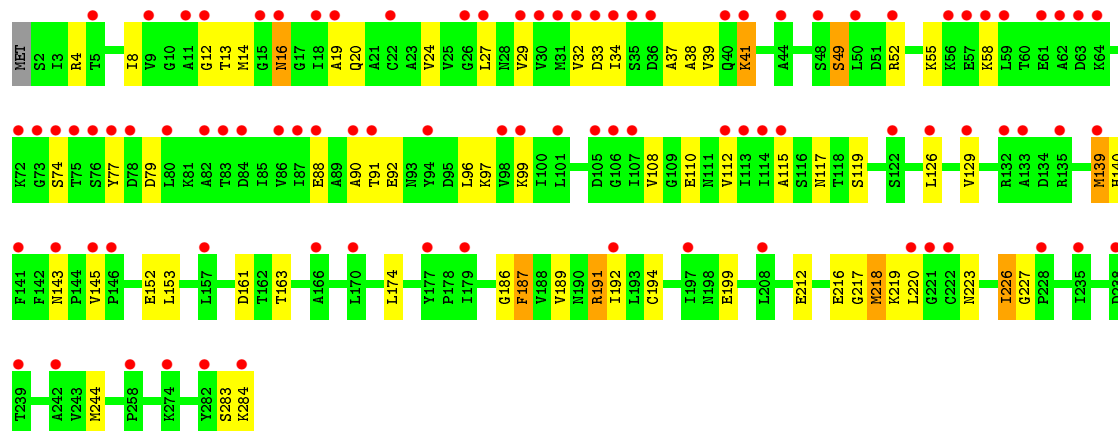 MET S2 I3 R4 T5 I8 V9 G10 A11 G12 T13 M14 G15 N16 G17 I18 A19 Q20 A21 C22 A23 V24 V25 G26 L27 N28 V29 V30 M31 V32 D33 I34 S35 D36 A37 A38 V39 Q40 K41 A44 S48 S49 L50 D51 R52 K55 K56 E57 K58 L59 T60 E61 A62 D63 K64
K72 G73 S74 T75 S76 Y77 D78 D79 L80 K81 A82 T83 D84 I85 V86 I87 E88 A89 A90 T91 E92 N93 Y94 D95 L96 K97 V98 K99 I100 L101 D105 G106 I107 V108 G109 E110 N111 V112 I113 I114 A115 S116 N117 T118 S119 S122 L126 V129 R132 A133 D134 R135 M139 H140
F141 F142 N143 P144 V145 P146 E152 L153 L157 D161 T162 T163 A166 L170 L174 Y177 P178 I179 G186 F187 V188 V189 N190 R191 I192 L193 C194 I197 N198 E199 L208 E212 E216 G217 M218 K219 L220 G221 C222 N223 I226 G227 P228 I235
T239 A242 V243 M244 P258 K274 Y282 S283 K284